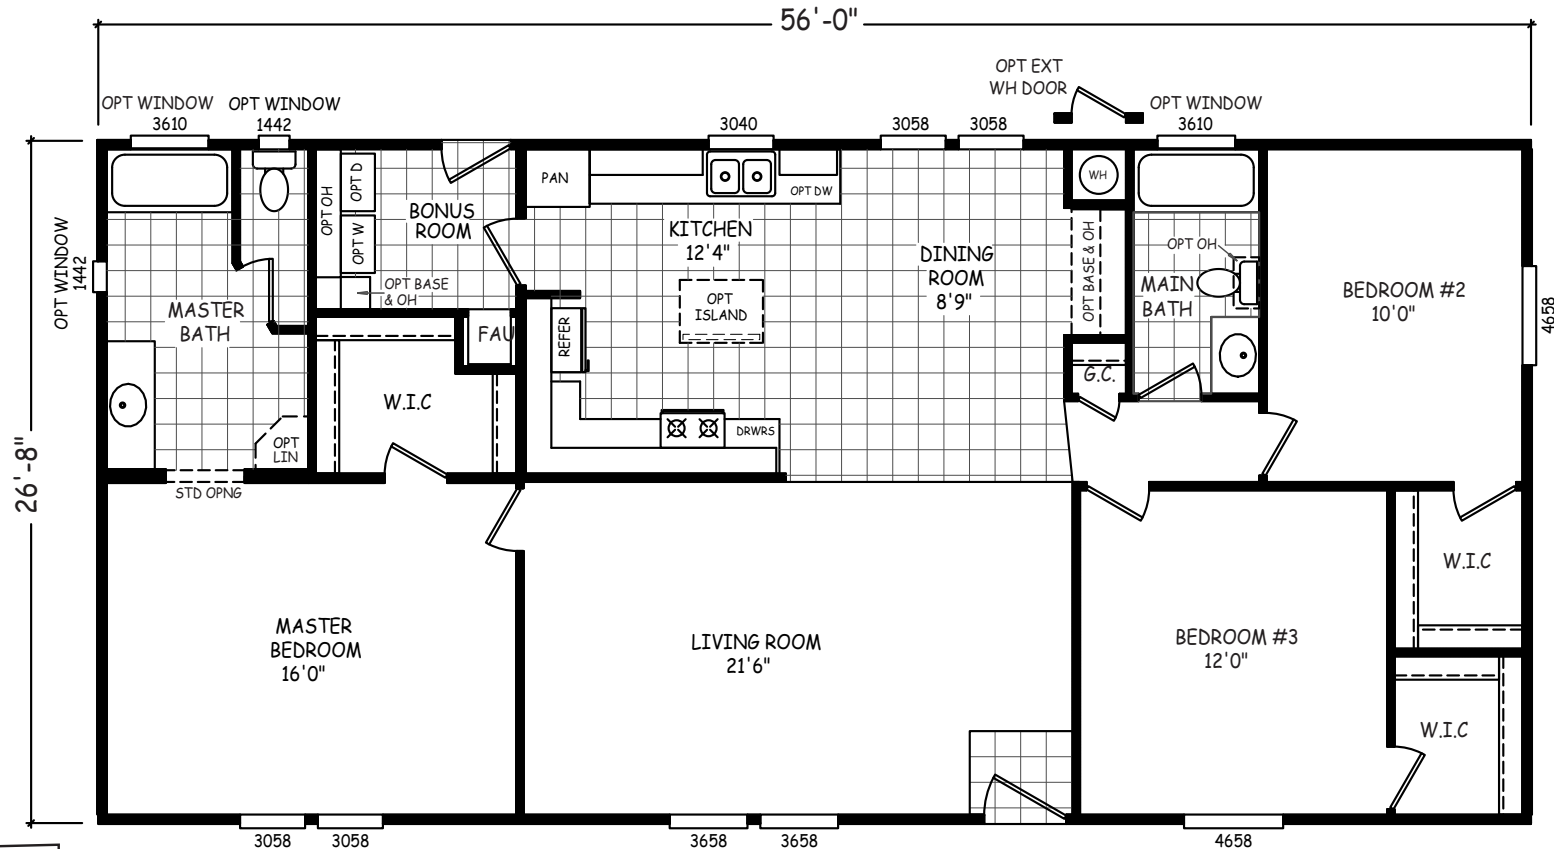 56'-0"
OPT EXT
WH DOOR
OPT WINDOW
OPT WINDOW
OPT WINDOW
3610
1442
3040
3058
3058
3610
PAN
OPT DW
WH
OPT OH
OPT D
OPT W
BONUS
ROOM
OPT BASE
& OH
KITCHEN
12'4"
DINING
ROOM
8'9"
OPT BASE & OH
OPT OH
MAIN
BATH
BEDROOM #2
10'0"
4658
OPT WINDOW
1442
MASTER
BATH
FAU
REFER
OPT
ISLAND
G.C.
W.I.C
DRWRS
OPT
LIN
STD OPNG
26'-8"
W.I.C
MASTER
BEDROOM
16'0"
LIVING ROOM
21'6"
BEDROOM #3
12'0"
W.I.C
3058
3058
3658
3658
4658